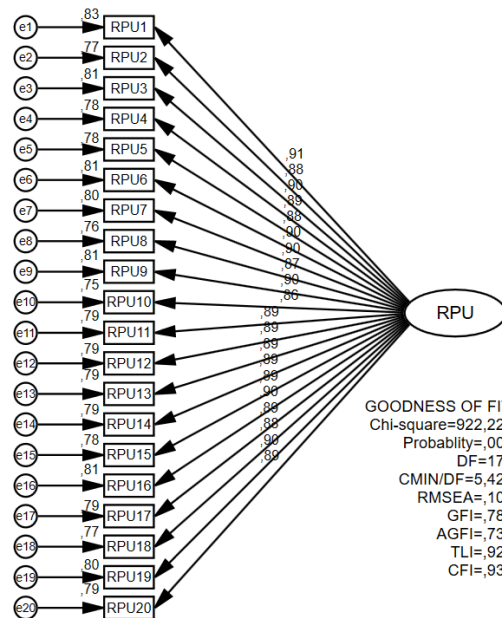 e1 ,83 RPU1
e2 ,77 RPU2
e3 ,81 RPU3
e4 ,78 RPU4
e5 ,78 RPU5
e6 ,81 RPU6
e7 ,80 RPU7
e8 ,76 RPU8
e9 ,81 RPU9
e10 ,75 RPU10
e11 ,79 RPU11
e12 ,79 RPU12
e13 ,79 RPU13
e14 ,79 RPU14
e15 ,78 RPU15
e16 ,81 RPU16
e17 ,79 RPU17
e18 ,77 RPU18
e19 ,80 RPU19
e20 ,79 RPU20
,91
,88
,90
,89
,88
,90
,90
,87
,90
,86
,89
,89
,89
,89
,89
,90
,89
,88
,90
,89
RPU
GOODNESS OF FI
Chi-square=922,22
Probablity=,00
DF=17
CMIN/DF=5,42
RMSEA=,10
GFI=,78
AGFI=,73
TLI=,92
CFI=,93